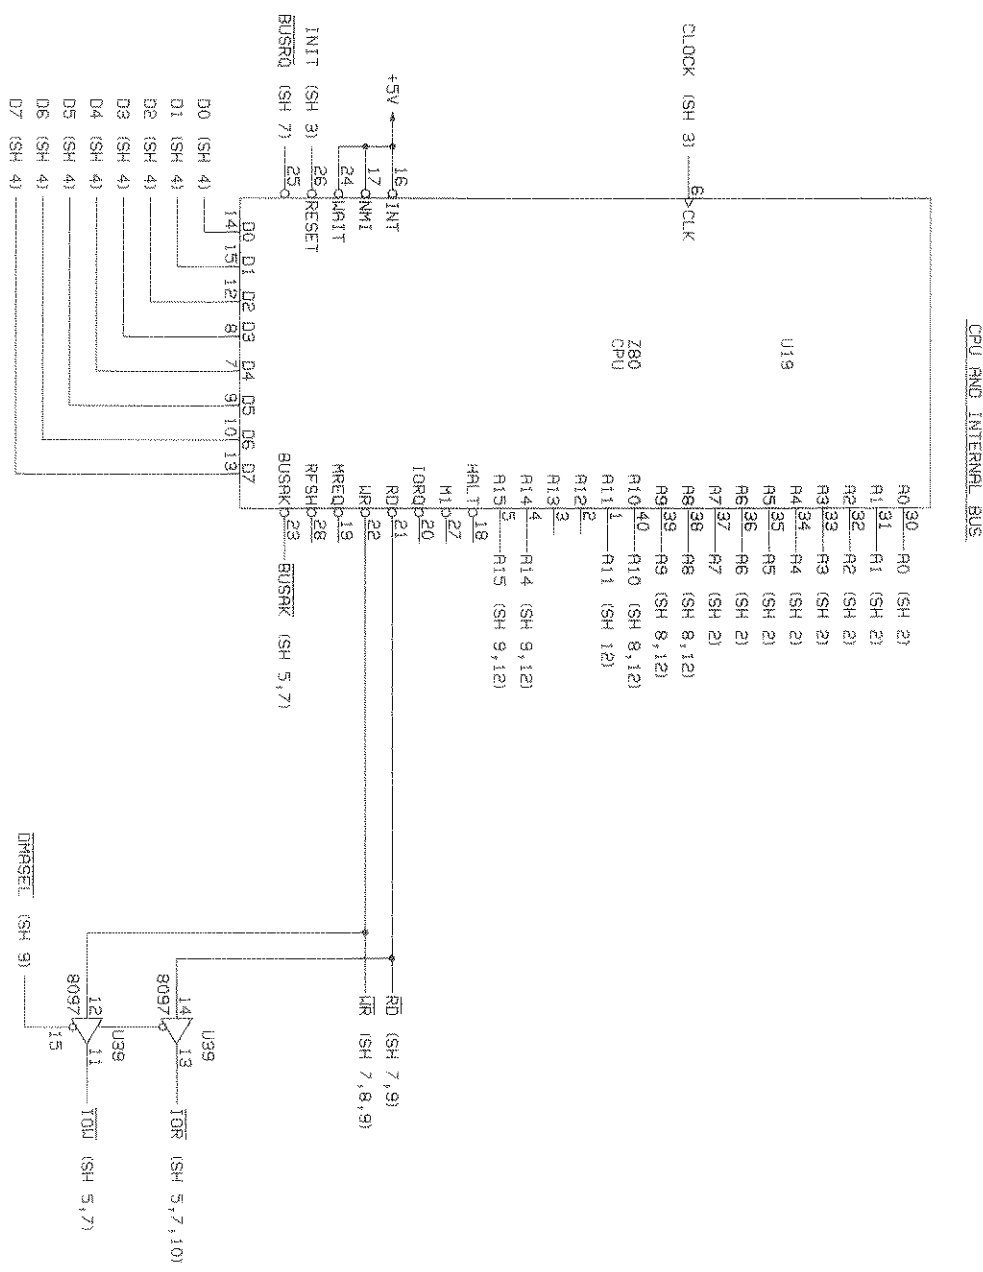 CPU AND INTERNAL BUS
A0 30 A0 (SH 2)
A1 31 A1 (SH 2)
A2 32 A2 (SH 2)
A3 33 A3 (SH 2)
A4 34 A4 (SH 2)
U19
A5 35 A5 (SH 2)
A6 36 A6 (SH 2)
A7 37 A7 (SH 2)
CLOCK (SH 3) 6 CLK
A8 38 A8 (SH 8,12)
A9 39 A9 (SH 8,12)
Z80
CPU
A10 40 A10 (SH 8,12)
A11 1 A11 (SH 12)
A12 2
A13 3
A14 4 A14 (SH 9,12)
A15 5 A15 (SH 9,12)
HALT 18
M1 27
IORQ 20
+5V 16 INT
RD 21 RD (SH 7,9)
17 NMI
WR 22 WR (SH 7,8,9)
24 WAIT
MREQ 19
INIT (SH 3) 26 RESET
RFSH 28
BUSRQ (SH 7) 25
BUSAK 23 BUSAK (SH 5,7)
D0 D1 D2 D3 D4 D5 D6 D7
14 15 12 8 7 9 10 13
D0 (SH 4)
D1 (SH 4)
D2 (SH 4)
D3 (SH 4)
D4 (SH 4)
D5 (SH 4)
D6 (SH 4)
D7 (SH 4)
U39
14 13 IOR (SH 5,7,10)
8097
U39
12 11 IOW (SH 5,7)
8097
15
DMASEL (SH 9)